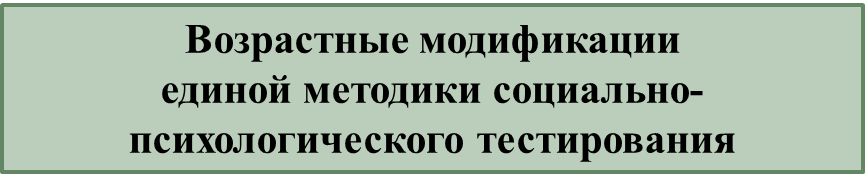 Возрастные модификации
единой методики социально-
психологического тестирования